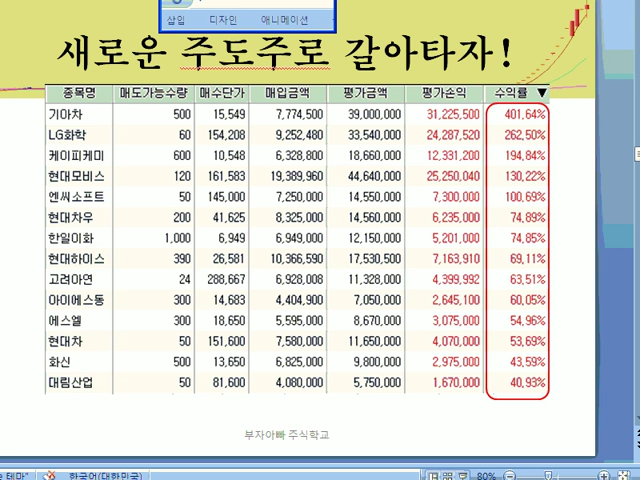 삽입 디자인 애니메이션
새로운 주도주로 갈아타자!
종목명 매도가능수량 매수단가 매입금액 평가금액 평가손익 수익률 ▼
기아차 500 15,549 7,774,500 39,000,000 31,225,500 401,64%
LG화학 60 154,208 9,252,480 33,540,000 24,287,520 262,50%
케이피케미 600 10,548 6,328,800 18,660,000 12,331,200 194,84%
현대모비스 120 161,583 19,389,960 44,640,000 25,250,040 130,22%
엔씨소프트 50 145,000 7,250,000 14,550,000 7,300,000 100,69%
현대차우 200 41,625 8,325,000 14,560,000 6,235,000 74,89%
한일이화 1,000 6,949 6,949,000 12,150,000 5,201,000 74,85%
현대하이스 390 26,581 10,366,590 17,530,500 7,163,910 69,11%
고려아연 24 288,667 6,928,008 11,328,000 4,399,992 63,51%
아이에스동 300 14,683 4,404,900 7,050,000 2,645,100 60,05%
에스엘 300 18,650 5,595,000 8,670,000 3,075,000 54,96%
현대차 50 151,600 7,580,000 11,650,000 4,070,000 53,69%
화신 500 13,650 6,825,000 9,800,000 2,975,000 43,59%
대림산업 50 81,600 4,080,000 5,750,000 1,670,000 40,93%
부자아빠 주식학교
테마" 한국어(대한민국) 80%